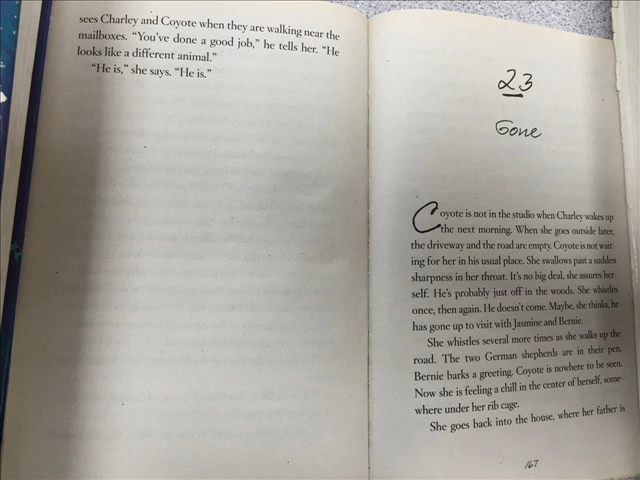 sees Charley and Coyote when they are walking near the
mailboxes. “You’ve done a good job,” he tells her. “He
looks like a different animal.”
“He is,” she says. “He is.”
23
Gone
Coyote is not in the studio when Charley wakes up
the next morning. When she goes outside later,
the driveway and the road are empty. Coyote is not wait-
ing for her in his usual place. She swallows past a sudden
sharpness in her throat. It’s no big deal, she assures her-
self. He’s probably just off in the woods. She whistles
once, then again. He doesn’t come. Maybe, she thinks, he
has gone up to visit with Jasmine and Bernie.
She whistles several more times as she walks up the
road. The two German shepherds are in their pen.
Bernie barks a greeting. Coyote is nowhere to be seen.
Now she is feeling a chill in the center of herself, some-
where under her rib cage.
She goes back into the house, where her father is
167